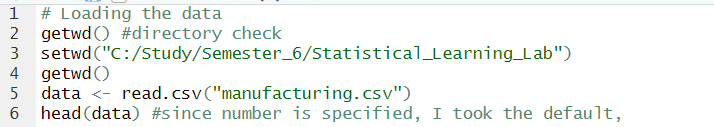 1 # Loading the data
2 getwd() #directory check
3 setwd("C:/Study/Semester_6/Statistical_Learning_Lab")
4 getwd()
5 data <- read.csv("manufacturing.csv")
6 head(data) #since number is specified, I took the default,